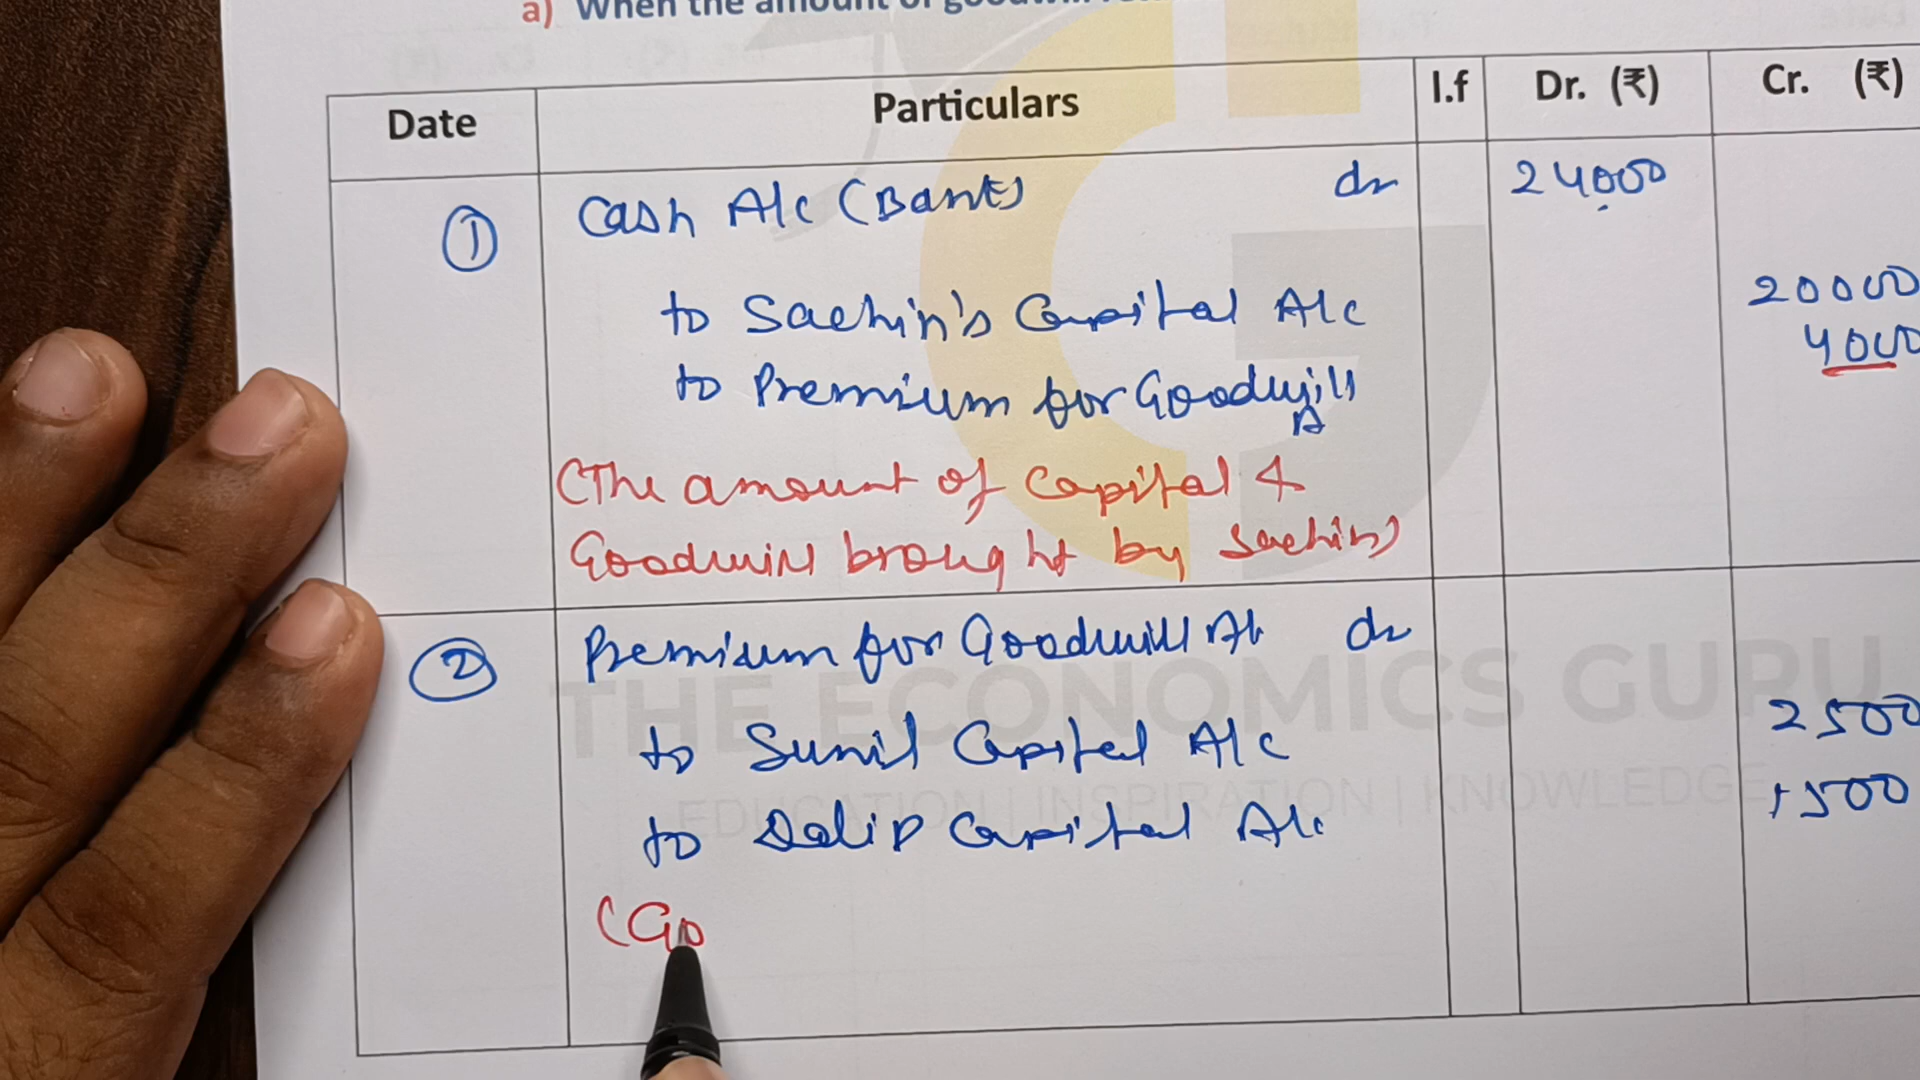 a) When the amount of goodwill
Date Particulars l.f Dr. (₹) Cr. (₹)
① Cash A/c (Bank) dr 24000
to Sachin's Capital A/c 20000
to Premium for Goodwill A 4000
(The amount of Capital &
Goodwill brought by Sachin)
② Premium for Goodwill A/c dr
to Sunil Capital A/c 2500
to Dalip Capital A/c 1500
(Go
THE ECONOMICS GURU
EDUCATION | INSPIRATION | KNOWLEDGE